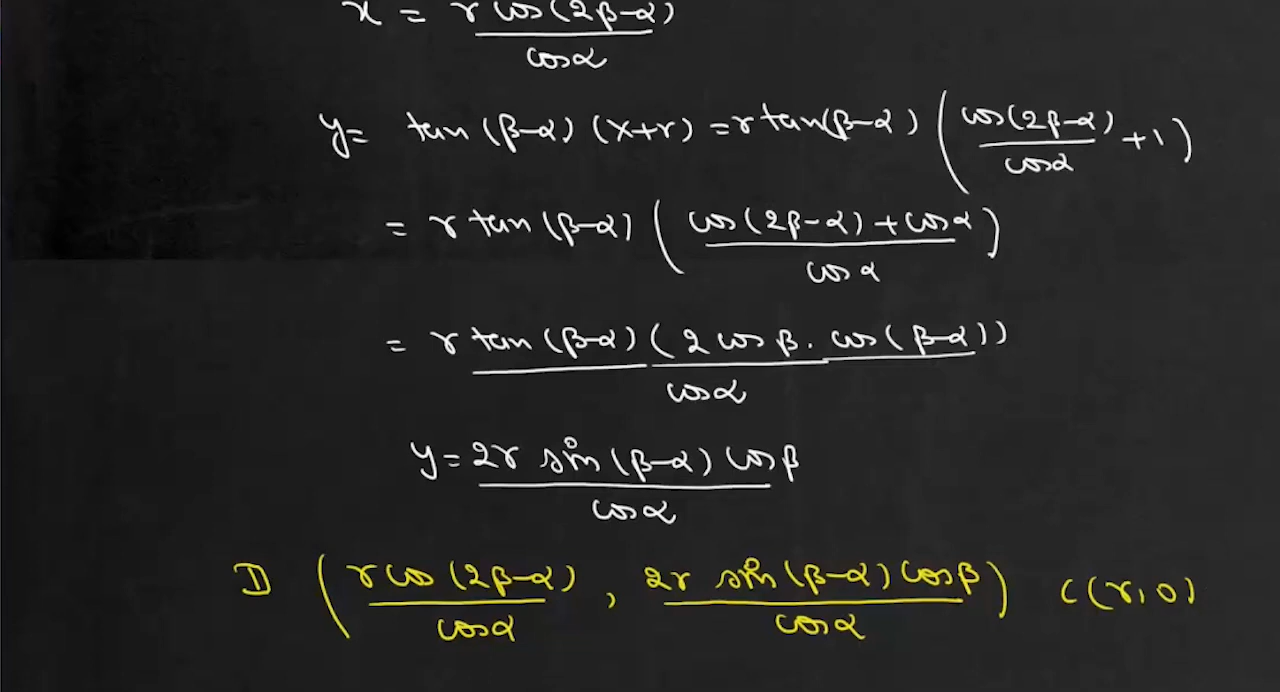 x = r cos(2β-α) / cosα
y = tan(β-α) (x+r) = r tan(β-α) ( cos(2β-α) / cosα + 1 )
= r tan(β-α) ( cos(2β-α) + cosα / cosα )
= r tan(β-α) ( 2 cosβ . cos(β-α) ) / cosα
y = 2r sin(β-α) cosβ / cosα
D ( r cos(2β-α) / cosα , 2r sin(β-α) cosβ / cosα ) C(r, 0)